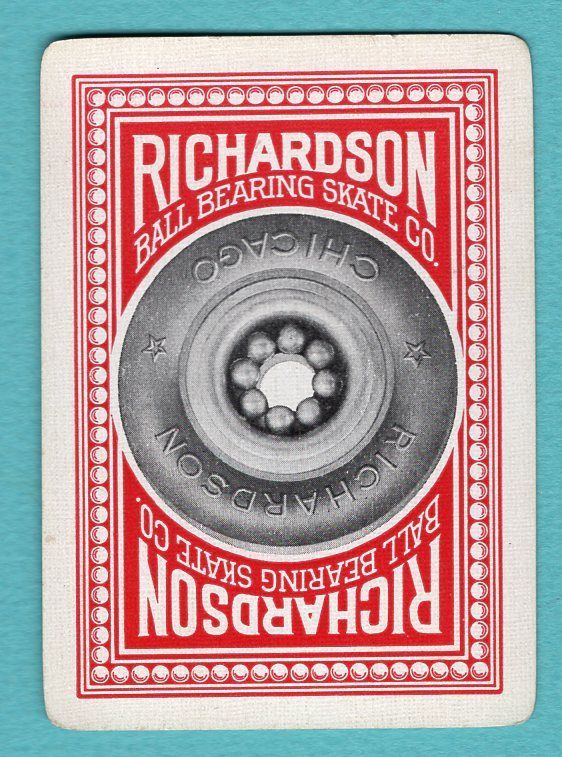 RICHARDSON
BALL BEARING SKATE CO.
CHICAGO
RICHARDSON
BALL BEARING SKATE CO.
RICHARDSON